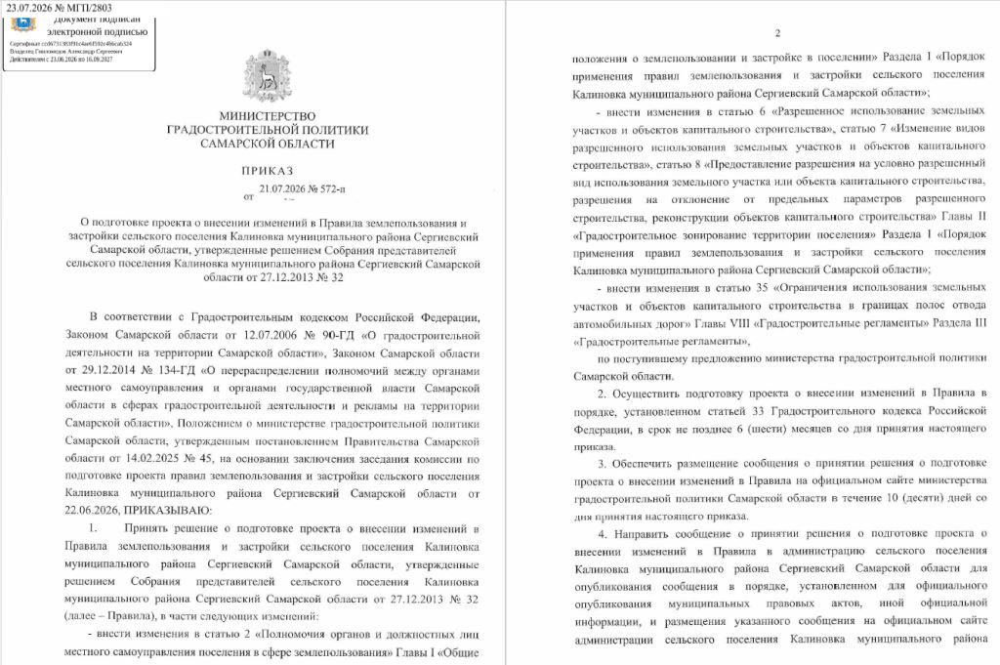 23.07.2026 № МГП/2803
Документ подписан
электронной подписью
Владелец Гниломедов Александр Сергеевич
Действителен с 23.06.2026 по 16.09.2027
МИНИСТЕРСТВО
ГРАДОСТРОИТЕЛЬНОЙ ПОЛИТИКИ
САМАРСКОЙ ОБЛАСТИ
ПРИКАЗ
от 21.07.2026 № 572-п
О подготовке проекта о внесении изменений в Правила землепользования и
застройки сельского поселения Калиновка муниципального района Сергиевский
Самарской области, утвержденные решением Собрания представителей
сельского поселения Калиновка муниципального района Сергиевский Самарской
области от 27.12.2013 № 32
В соответствии с Градостроительным кодексом Российской Федерации,
Законом Самарской области от 12.07.2006 № 90-ГД «О градостроительной
деятельности на территории Самарской области», Законом Самарской области
от 29.12.2014 № 134-ГД «О перераспределении полномочий между органами
местного самоуправления и органами государственной власти Самарской
области в сферах градостроительной деятельности и рекламы на территории
Самарской области», Положением о министерстве градостроительной политики
Самарской области, утвержденным постановлением Правительства Самарской
области от 14.02.2025 № 45, на основании заключения заседания комиссии по
подготовке проекта правил землепользования и застройки сельского поселения
Калиновка муниципального района Сергиевский Самарской области от
22.06.2026, ПРИКАЗЫВАЮ:
1. Принять решение о подготовке проекта о внесении изменений в
Правила землепользования и застройки сельского поселения Калиновка
муниципального района Сергиевский Самарской области, утвержденные
решением Собрания представителей сельского поселения Калиновка
муниципального района Сергиевский Самарской области от 27.12.2013 № 32
(далее – Правила), в части следующих изменений:
- внести изменения в статью 2 «Полномочия органов и должностных лиц
местного самоуправления поселения в сфере землепользования» Главы I «Общие
2
положения о землепользовании и застройке в поселении» Раздела I «Порядок
применения правил землепользования и застройки сельского поселения
Калиновка муниципального района Сергиевский Самарской области»;
- внести изменения в статью 6 «Разрешенное использование земельных
участков и объектов капитального строительства», статью 7 «Изменение видов
разрешенного использования земельных участков и объектов капитального
строительства», статью 8 «Предоставление разрешения на условно разрешенный
вид использования земельного участка или объекта капитального строительства,
разрешения на отклонение от предельных параметров разрешенного
строительства, реконструкции объектов капитального строительства» Главы II
«Градостроительное зонирование территории поселения» Раздела I «Порядок
применения правил землепользования и застройки сельского поселения
Калиновка муниципального района Сергиевский Самарской области»;
- внести изменения в статью 35 «Ограничения использования земельных
участков и объектов капитального строительства в границах полос отвода
автомобильных дорог» Главы VIII «Градостроительные регламенты» Раздела III
«Градостроительные регламенты»,
по поступившему предложению министерства градостроительной политики
Самарской области.
2. Осуществить подготовку проекта о внесении изменений в Правила в
порядке, установленном статьей 33 Градостроительного кодекса Российской
Федерации, в срок не позднее 6 (шести) месяцев со дня принятия настоящего
приказа.
3. Обеспечить размещение сообщения о принятии решения о подготовке
проекта о внесении изменений в Правила на официальном сайте министерства
градостроительной политики Самарской области в течение 10 (десяти) дней со
дня принятия настоящего приказа.
4. Направить сообщение о принятии решения о подготовке проекта о
внесении изменений в Правила в администрацию сельского поселения
Калиновка муниципального района Сергиевский Самарской области для
опубликования сообщения в порядке, установленном для официального
опубликования муниципальных правовых актов, иной официальной
информации, и размещения указанного сообщения на официальном сайте
администрации сельского поселения Калиновка муниципального района